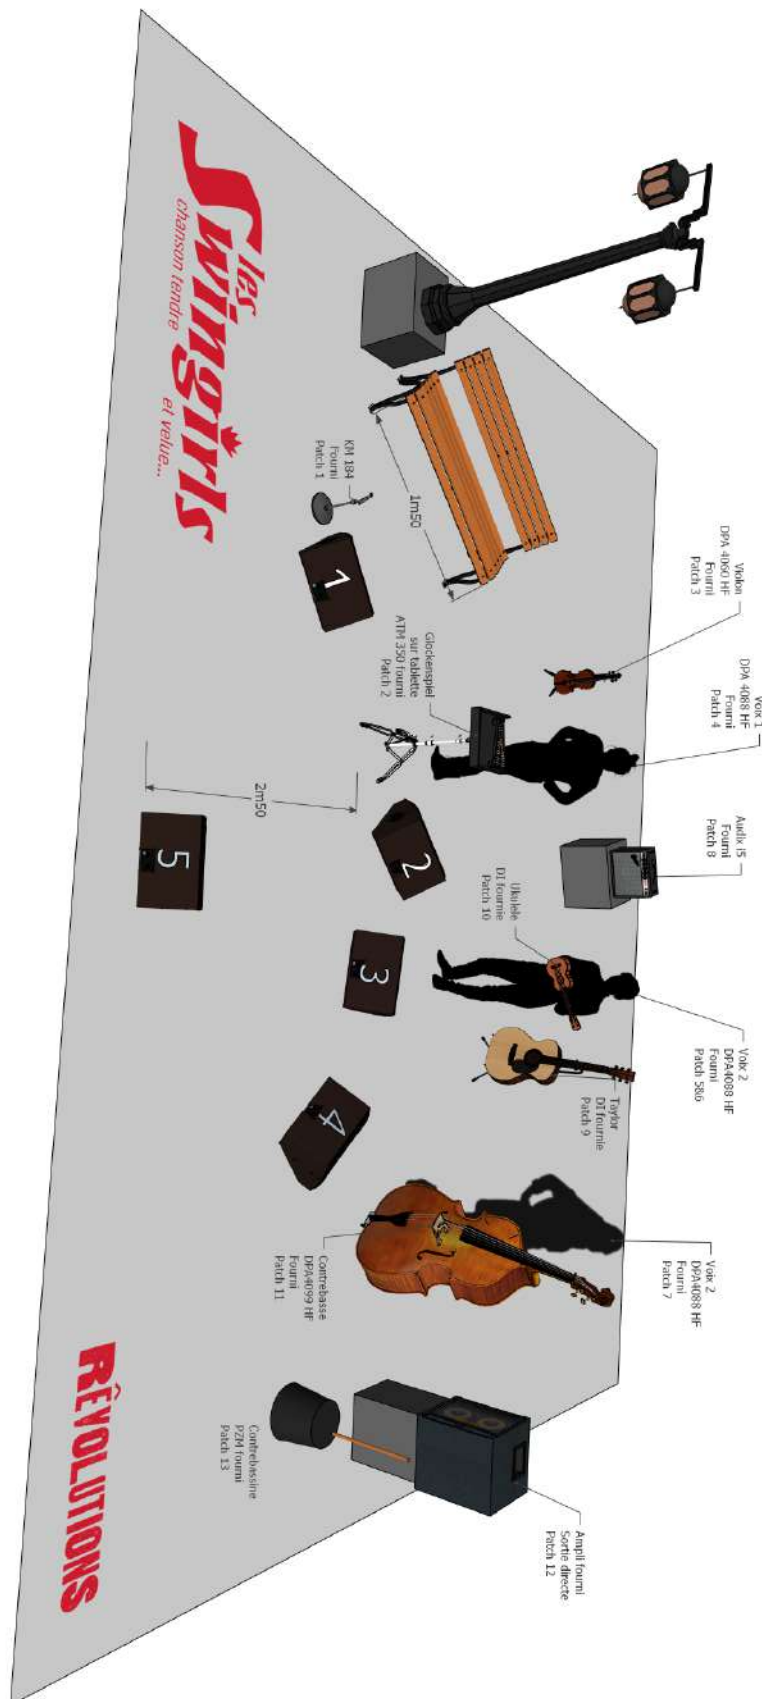 Violon
DPA 4060 HF
Fourni
Patch 3
Voix 1
DPA 4088 HF
Fourni
Patch 4
Audix i5
Fourni
Patch 8
Voix 2
DPA4088 HF
Fourni
Patch 5&6
Voix 2
DPA4088 HF
Fourni
Patch 7
Ampli fourni
Sortie directe
Patch 12
Ukulele
DI fournie
Patch 10
Taylor
DI fournie
Patch 9
1m50
KM 184
Fourni
Patch 1
Glockenspiel
sur tablette
ATM 350 fourni
Patch 2
Contrebasse
DPA4099 HF
Fourni
Patch 11
Contrebassine
PZM fourni
Patch 13
1
2
3
4
2m50
5
les
Swingirls
chanson tendre et velue...
RÊVOLUTIONS